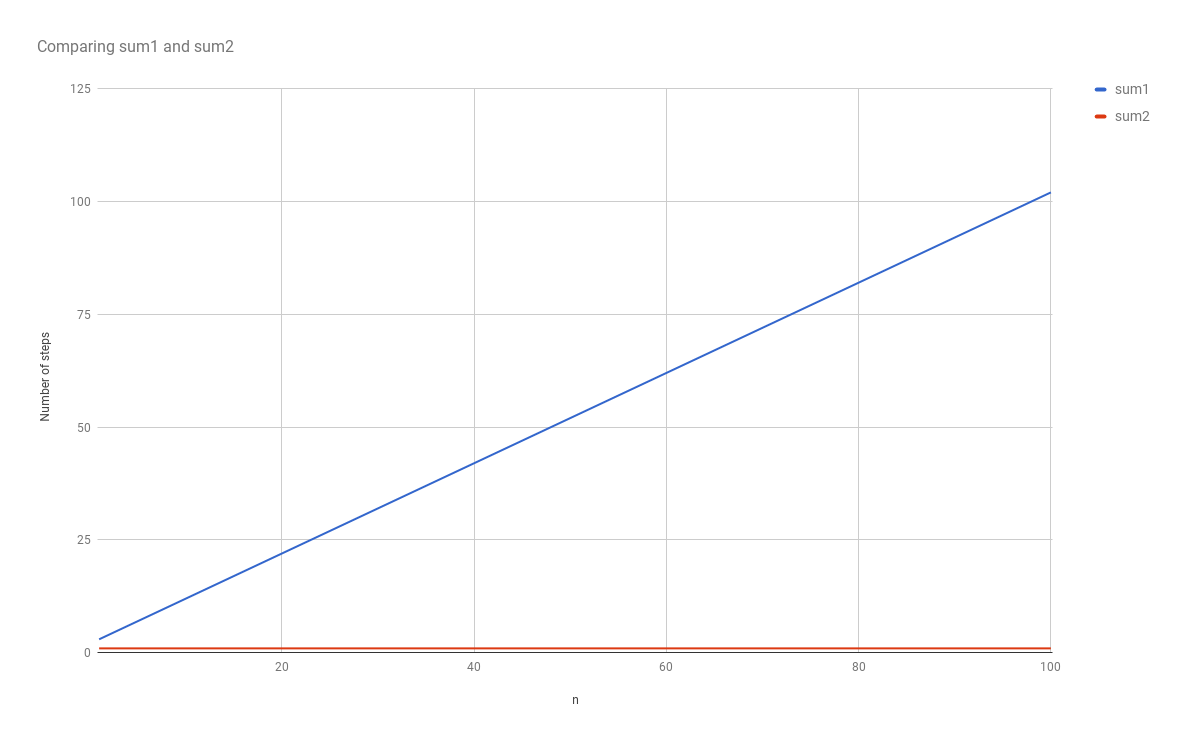 Comparing sum1 and sum2
sum1
sum2
125
100
75
50
25
0
Number of steps
20 40 60 80 100
n